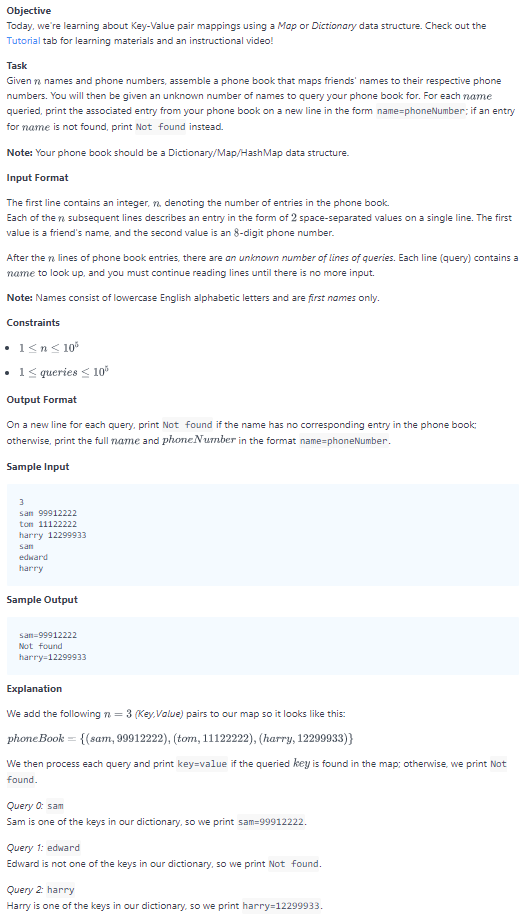 Objective
Today, we're learning about Key-Value pair mappings using a Map or Dictionary data structure. Check out the
Tutorial tab for learning materials and an instructional video!
Task
Given n names and phone numbers, assemble a phone book that maps friends' names to their respective phone
numbers. You will then be given an unknown number of names to query your phone book for. For each name
queried, print the associated entry from your phone book on a new line in the form name=phoneNumber; if an entry
for name is not found, print Not found instead.
Note: Your phone book should be a Dictionary/Map/HashMap data structure.
Input Format
The first line contains an integer, n, denoting the number of entries in the phone book.
Each of the n subsequent lines describes an entry in the form of 2 space-separated values on a single line. The first
value is a friend's name, and the second value is an 8-digit phone number.
After the n lines of phone book entries, there are an unknown number of lines of queries. Each line (query) contains a
name to look up, and you must continue reading lines until there is no more input.
Note: Names consist of lowercase English alphabetic letters and are first names only.
Constraints
• 1 ≤ n ≤ 10⁵
• 1 ≤ queries ≤ 10⁵
Output Format
On a new line for each query, print Not found if the name has no corresponding entry in the phone book;
otherwise, print the full name and phoneNumber in the format name=phoneNumber.
Sample Input
3
sam 99912222
tom 11122222
harry 12299933
sam
edward
harry
Sample Output
sam=99912222
Not found
harry=12299933
Explanation
We add the following n = 3 (Key,Value) pairs to our map so it looks like this:
phoneBook = {(sam, 99912222), (tom, 11122222), (harry, 12299933)}
We then process each query and print key=value if the queried key is found in the map; otherwise, we print Not
found.
Query 0: sam
Sam is one of the keys in our dictionary, so we print sam=99912222.
Query 1: edward
Edward is not one of the keys in our dictionary, so we print Not found.
Query 2: harry
Harry is one of the keys in our dictionary, so we print harry=12299933.